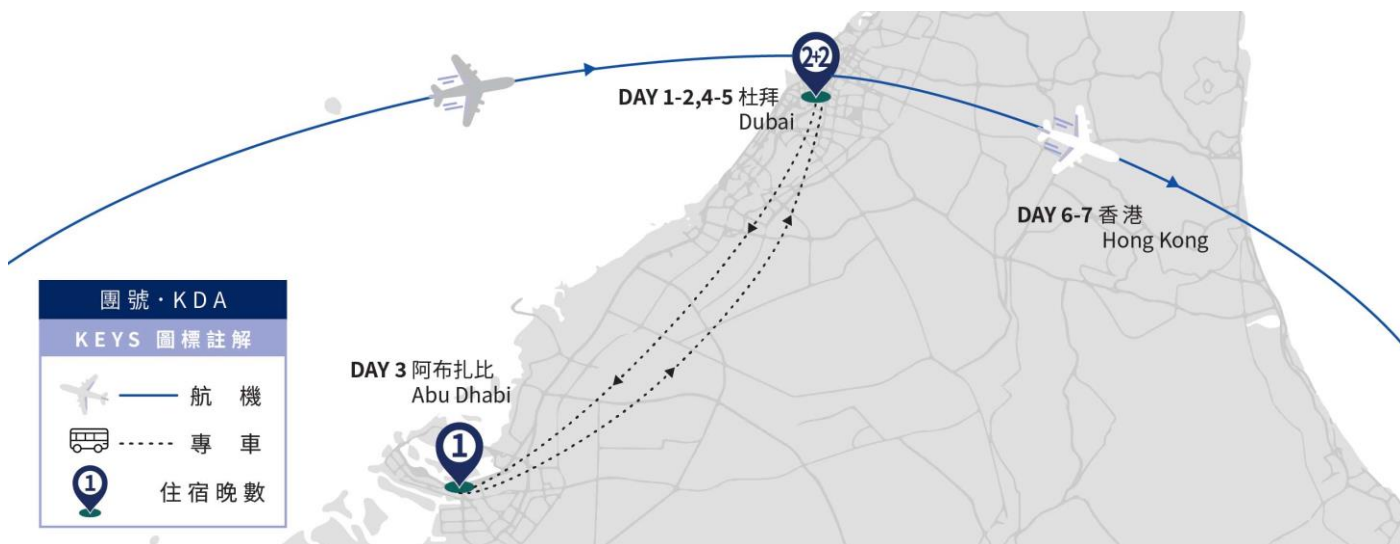 2+2
DAY 1-2,4-5 杜拜
Dubai
DAY 6-7 香港
Hong Kong
團號·KDA
KEYS 圖標註解
航機
專車
1
住宿晚數
DAY 3 阿布扎比
Abu Dhabi
1